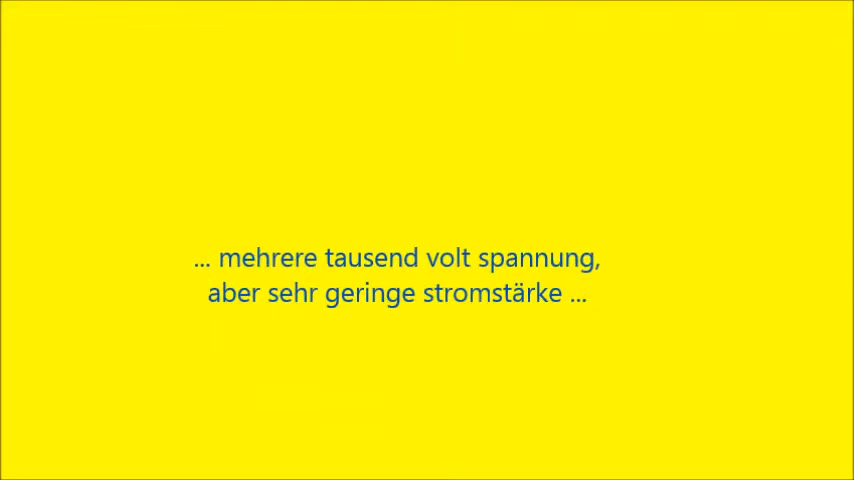 ... mehrere tausend volt spannung,
aber sehr geringe stromstärke ...